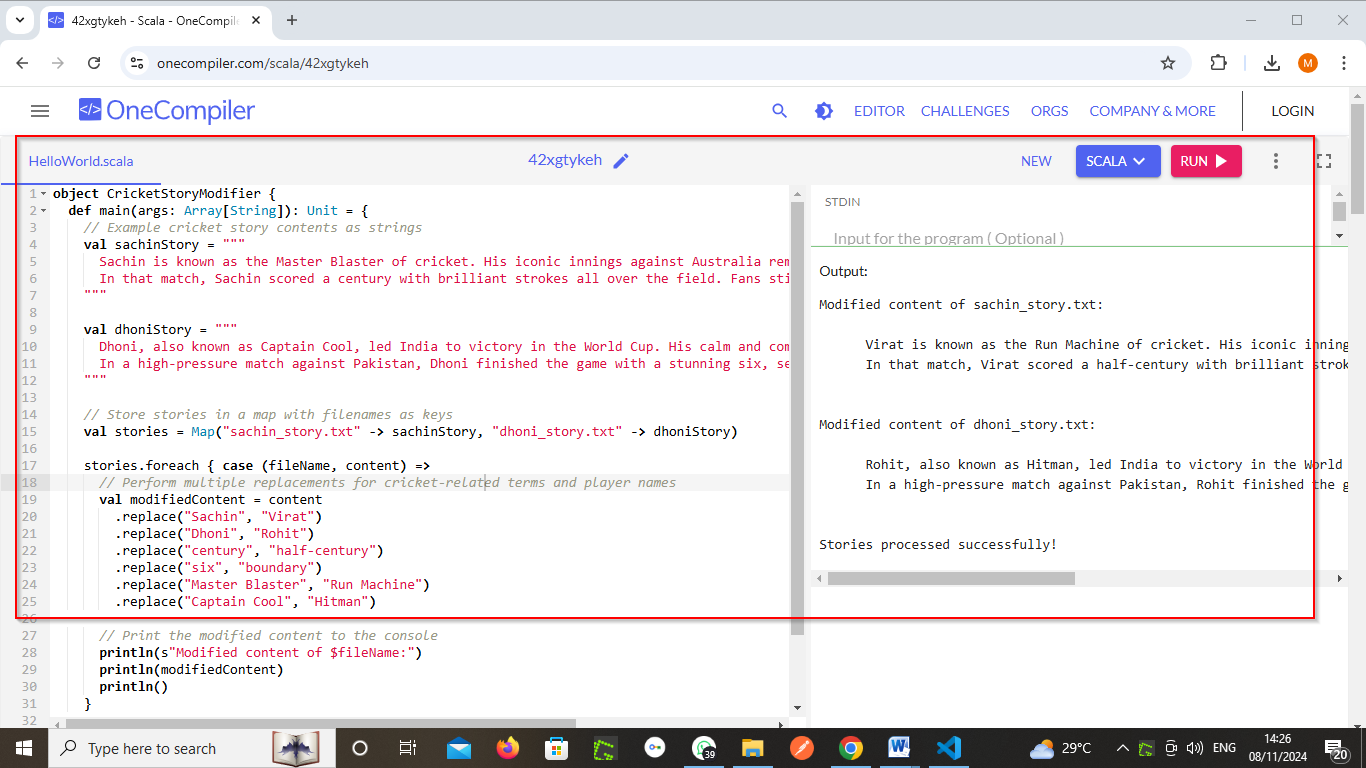 42xgtykeh - Scala - OneCompile
onecompiler.com/scala/42xgtykeh
M
OneCompiler
EDITOR CHALLENGES ORGS COMPANY & MORE LOGIN
HelloWorld.scala
42xgtykeh
NEW
SCALA
RUN
1 object CricketStoryModifier {
2 def main(args: Array[String]): Unit = {
3 // Example cricket story contents as strings
4 val sachinStory = """
5 Sachin is known as the Master Blaster of cricket. His iconic innings against Australia rem
6 In that match, Sachin scored a century with brilliant strokes all over the field. Fans sti
7 """
8
9 val dhoniStory = """
10 Dhoni, also known as Captain Cool, led India to victory in the World Cup. His calm and com
11 In a high-pressure match against Pakistan, Dhoni finished the game with a stunning six, se
12 """
13
14 // Store stories in a map with filenames as keys
15 val stories = Map("sachin_story.txt" -> sachinStory, "dhoni_story.txt" -> dhoniStory)
16
17 stories.foreach { case (fileName, content) =>
18 // Perform multiple replacements for cricket-related terms and player names
19 val modifiedContent = content
20 .replace("Sachin", "Virat")
21 .replace("Dhoni", "Rohit")
22 .replace("century", "half-century")
23 .replace("six", "boundary")
24 .replace("Master Blaster", "Run Machine")
25 .replace("Captain Cool", "Hitman")
26
27 // Print the modified content to the console
28 println(s"Modified content of $fileName:")
29 println(modifiedContent)
30 println()
31 }
32
STDIN
Input for the program ( Optional )
Output:
Modified content of sachin_story.txt:
Virat is known as the Run Machine of cricket. His iconic inning
In that match, Virat scored a half-century with brilliant strok
Modified content of dhoni_story.txt:
Rohit, also known as Hitman, led India to victory in the World
In a high-pressure match against Pakistan, Rohit finished the g
Stories processed successfully!
Type here to search
39
29°C
ENG
14:26
08/11/2024
20